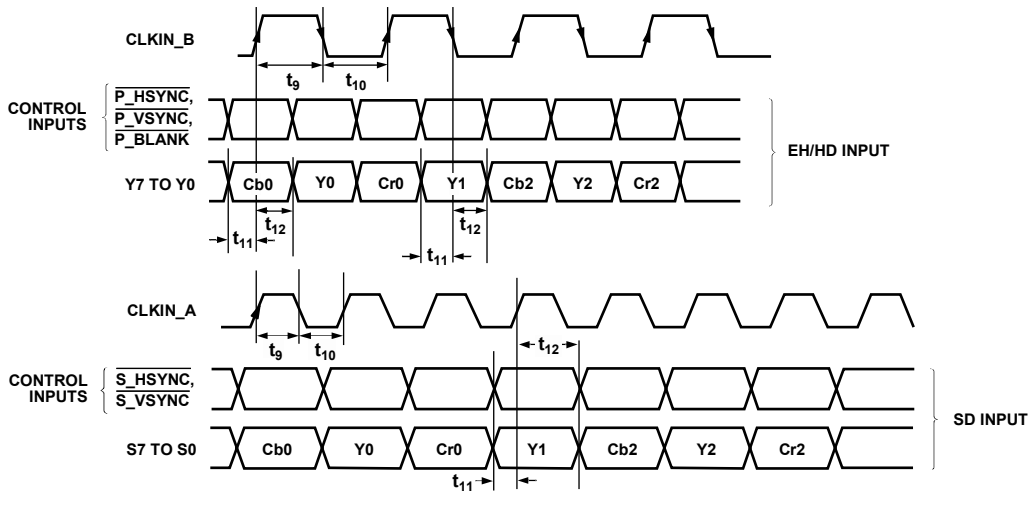 CLKIN_B
t9
t10
CONTROL
INPUTS
P_HSYNC,
P_VSYNC,
P_BLANK
EH/HD INPUT
Y7 TO Y0
Cb0
Y0
Cr0
Y1
Cb2
Y2
Cr2
t12
t12
t11
t11
CLKIN_A
t9
t10
t12
CONTROL
INPUTS
S_HSYNC,
S_VSYNC
SD INPUT
S7 TO S0
Cb0
Y0
Cr0
Y1
Cb2
Y2
Cr2
t11